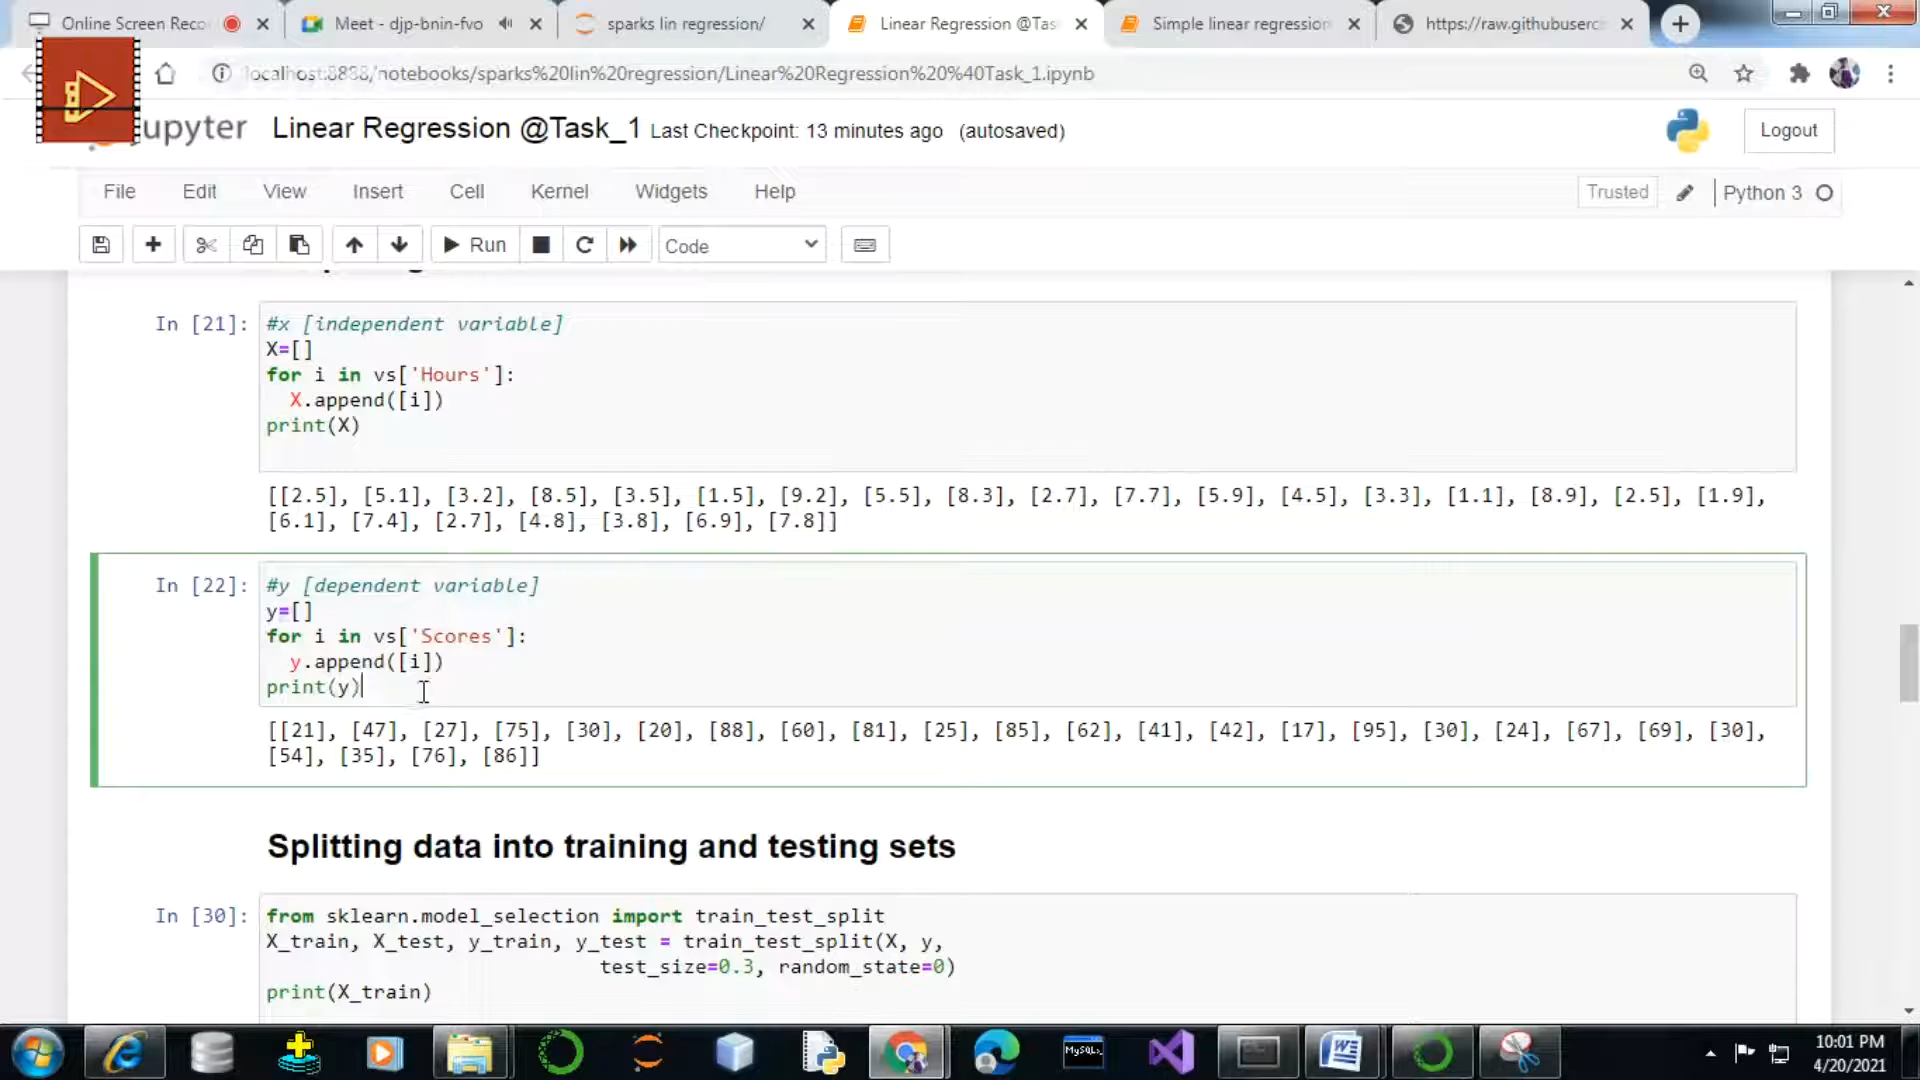 Online Screen Reco
Meet - djp-bnin-fvo
sparks lin regression/
Linear Regression @Tas
Simple linear regression
https://raw.githubuserc
localhost:8888/notebooks/sparks%20lin%20regression/Linear%20Regression%20%40Task_1.ipynb
upyter
Linear Regression @Task_1 Last Checkpoint: 13 minutes ago (autosaved)
Logout
File Edit View Insert Cell Kernel Widgets Help
Trusted
Python 3
Run
Code
In [21]:
#x [independent variable]
X=[]
for i in vs['Hours']:
X.append([i])
print(X)
[[2.5], [5.1], [3.2], [8.5], [3.5], [1.5], [9.2], [5.5], [8.3], [2.7], [7.7], [5.9], [4.5], [3.3], [1.1], [8.9], [2.5], [1.9],
[6.1], [7.4], [2.7], [4.8], [3.8], [6.9], [7.8]]
In [22]:
#y [dependent variable]
y=[]
for i in vs['Scores']:
y.append([i])
print(y)
[[21], [47], [27], [75], [30], [20], [88], [60], [81], [25], [85], [62], [41], [42], [17], [95], [30], [24], [67], [69], [30],
[54], [35], [76], [86]]
Splitting data into training and testing sets
In [30]:
from sklearn.model_selection import train_test_split
X_train, X_test, y_train, y_test = train_test_split(X, y,
test_size=0.3, random_state=0)
print(X_train)
MySQL
10:01 PM
4/20/2021